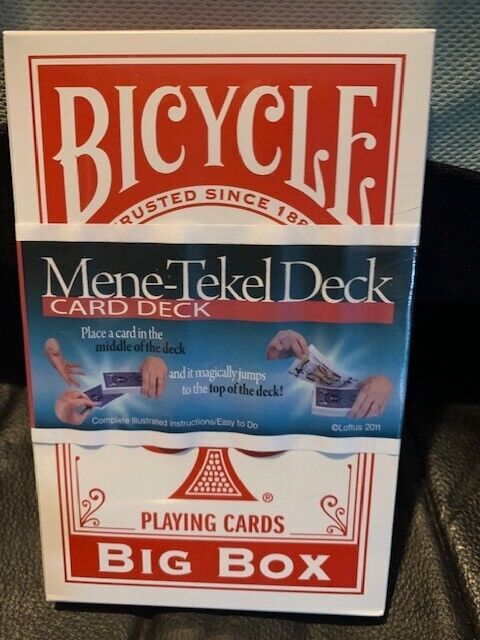 BICYCLE
TRUSTED SINCE 188
Mene-Tekel Deck
CARD DECK
Place a card in the
middle of the deck
and it magically jumps
to the top of the deck!
Complete Illustrated Instructions/Easy to Do
©Loftus 2011
®
PLAYING CARDS
BIG BOX